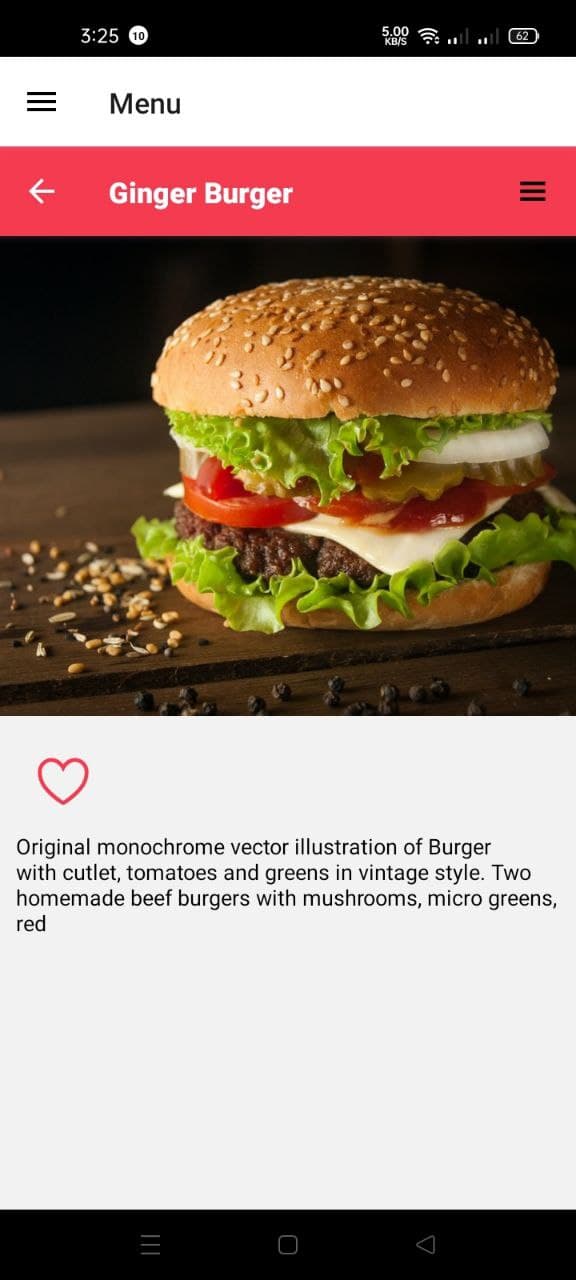 3:25 10 5.00 KB/S 62
Menu
Ginger Burger
Original monochrome vector illustration of Burger
with cutlet, tomatoes and greens in vintage style. Two
homemade beef burgers with mushrooms, micro greens,
red